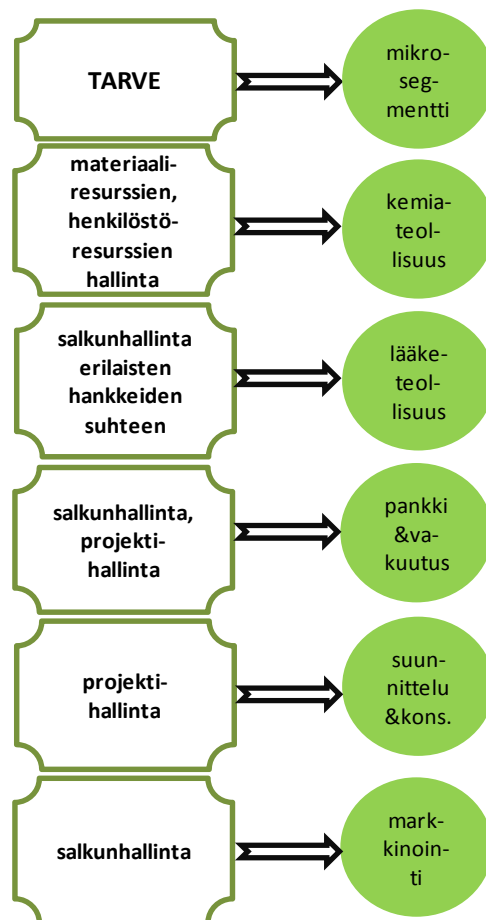 TARVE
mikro-
seg-
mentti
materiaali-
resurssien,
henkilöstö-
resurssien
hallinta
kemia-
teol-
lisuus
salkunhallinta
erilaisten
hankkeiden
suhteen
lääke-
teol-
lisuus
salkunhallinta,
projekti-
hallinta
pankki
&va-
kuutus
projekti-
hallinta
suun-
nittelu
&kons.
salkunhallinta
mark-
kinoin-
ti